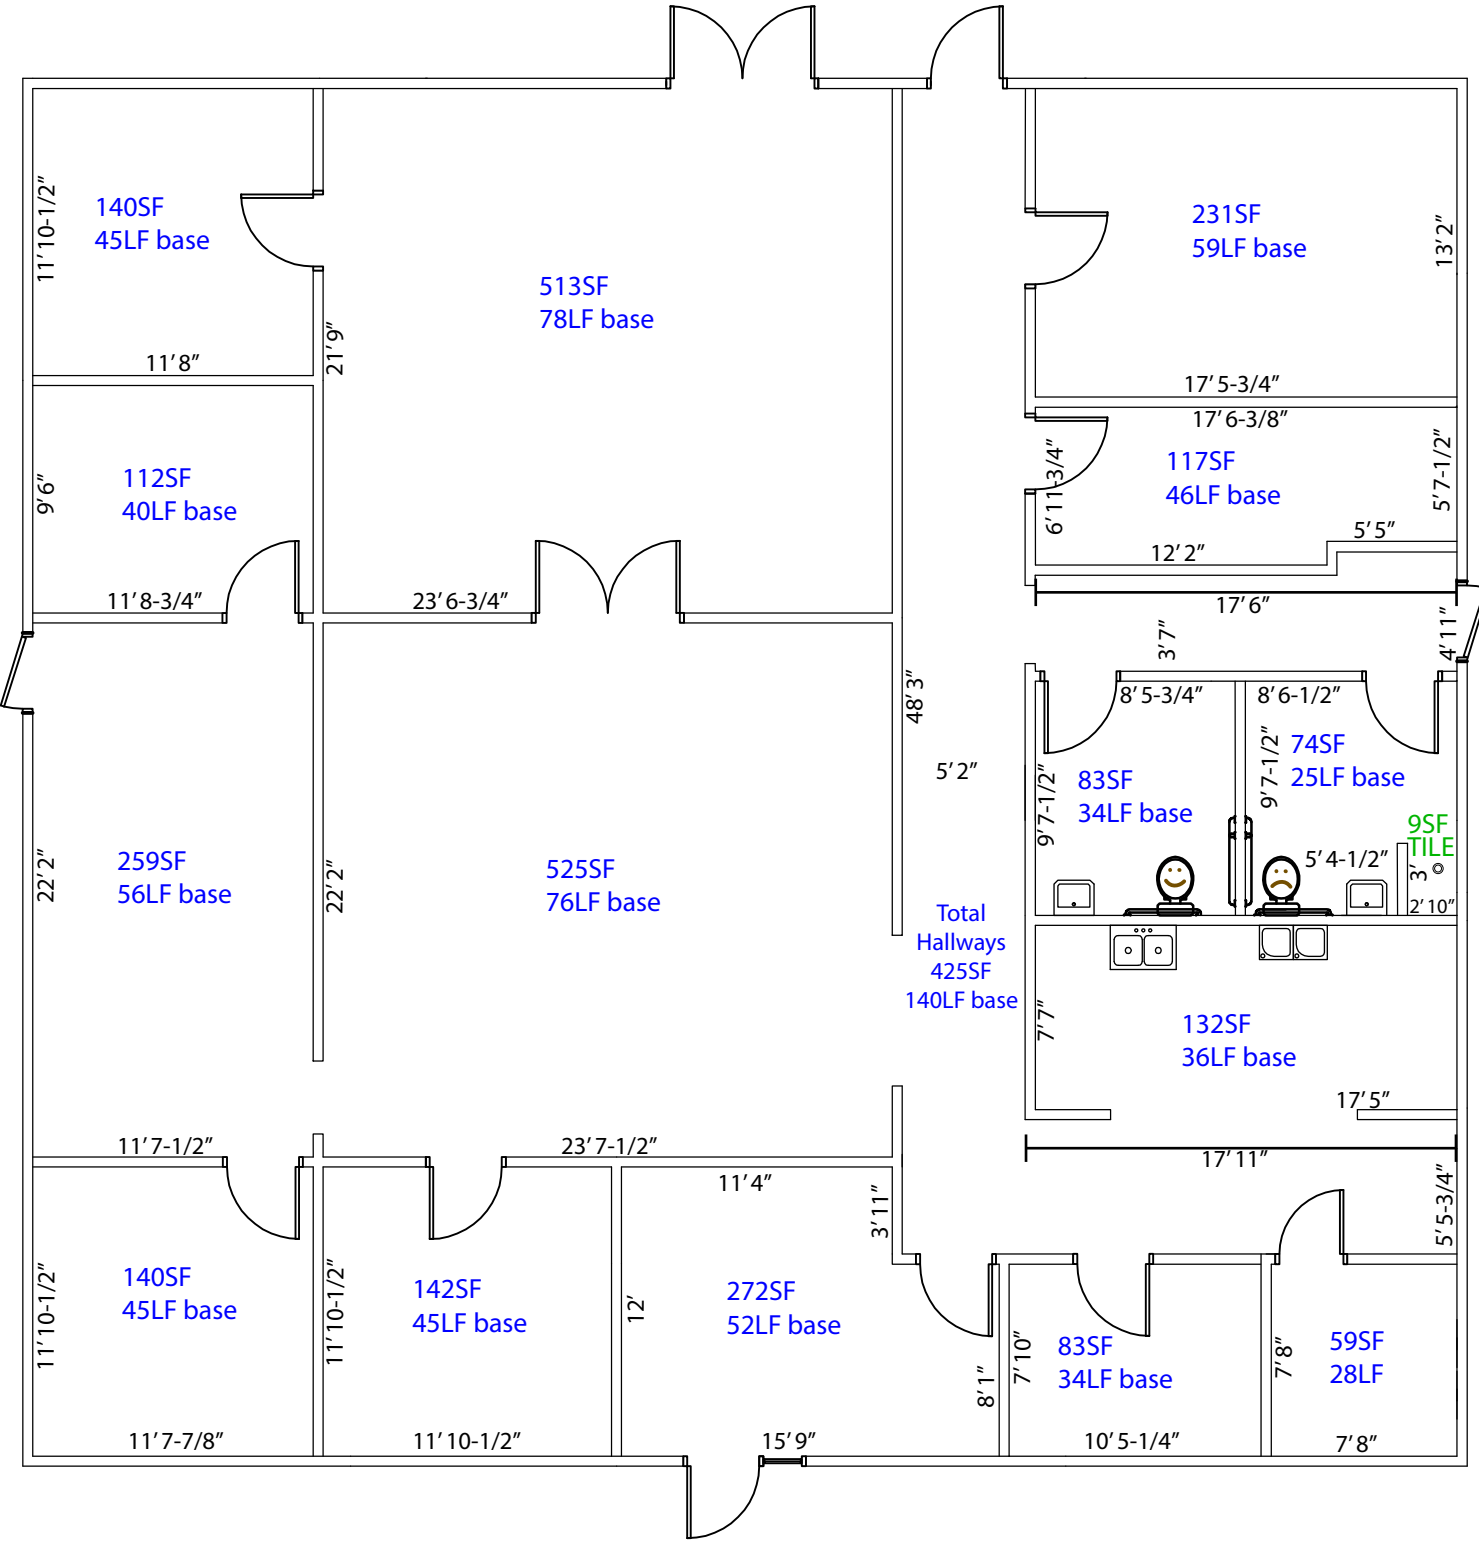 11' 10-1/2"
140SF
45LF base
11' 8"
513SF
78LF base
21' 9"
231SF
59LF base
13' 2"
17' 5-3/4"
17' 6-3/8"
9' 6"
112SF
40LF base
11' 8-3/4"
23' 6-3/4"
6' 11-3/4"
117SF
46LF base
5' 7-1/2"
5' 5"
12' 2"
17' 6"
3' 7"
4' 11"
48' 3"
5' 2"
8' 5-3/4"
8' 6-1/2"
9' 7-1/2"
83SF
34LF base
9' 7-1/2"
74SF
25LF base
9SF
TILE
5' 4-1/2"
3'
2' 10"
22' 2"
259SF
56LF base
22' 2"
525SF
76LF base
Total
Hallways
425SF
140LF base
7' 7"
132SF
36LF base
17' 5"
17' 11"
11' 7-1/2"
23' 7-1/2"
11' 4"
3' 11"
5' 5-3/4"
11' 10-1/2"
140SF
45LF base
11' 7-7/8"
11' 10-1/2"
142SF
45LF base
11' 10-1/2"
12'
272SF
52LF base
15' 9"
8' 1"
7' 10"
83SF
34LF base
10' 5-1/4"
7' 8"
59SF
28LF
7' 8"